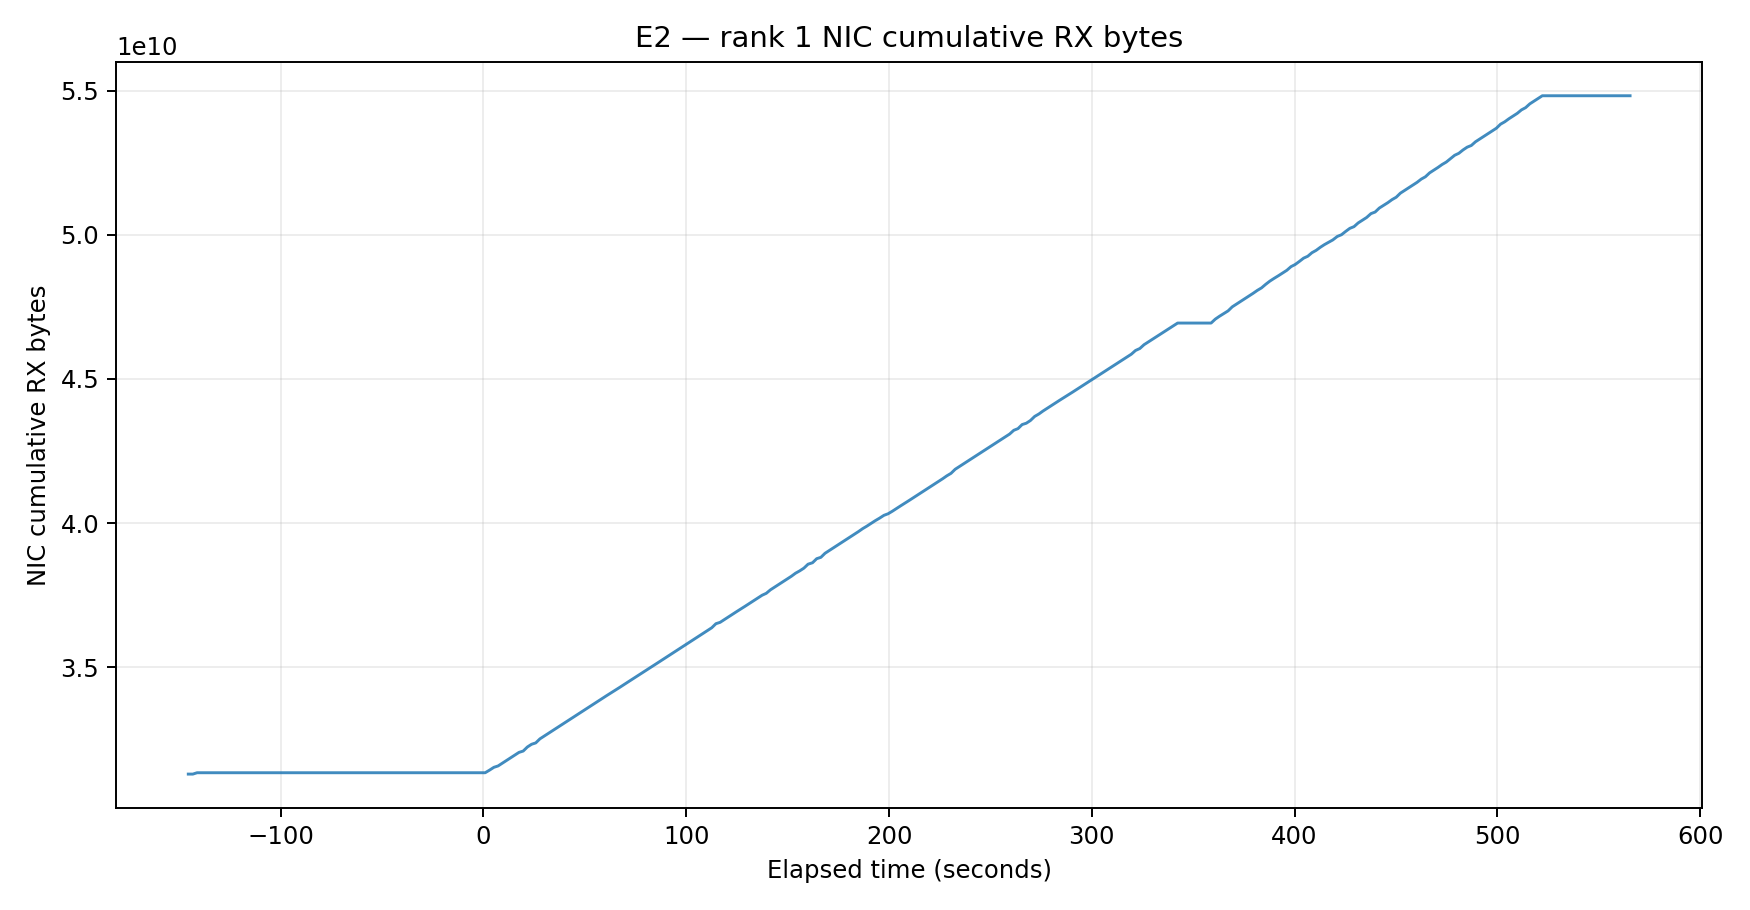 E2 — rank 1 NIC cumulative RX bytes
1e10
5.5
5.0
4.5
4.0
3.5
NIC cumulative RX bytes
−100 0 100 200 300 400 500 600
Elapsed time (seconds)